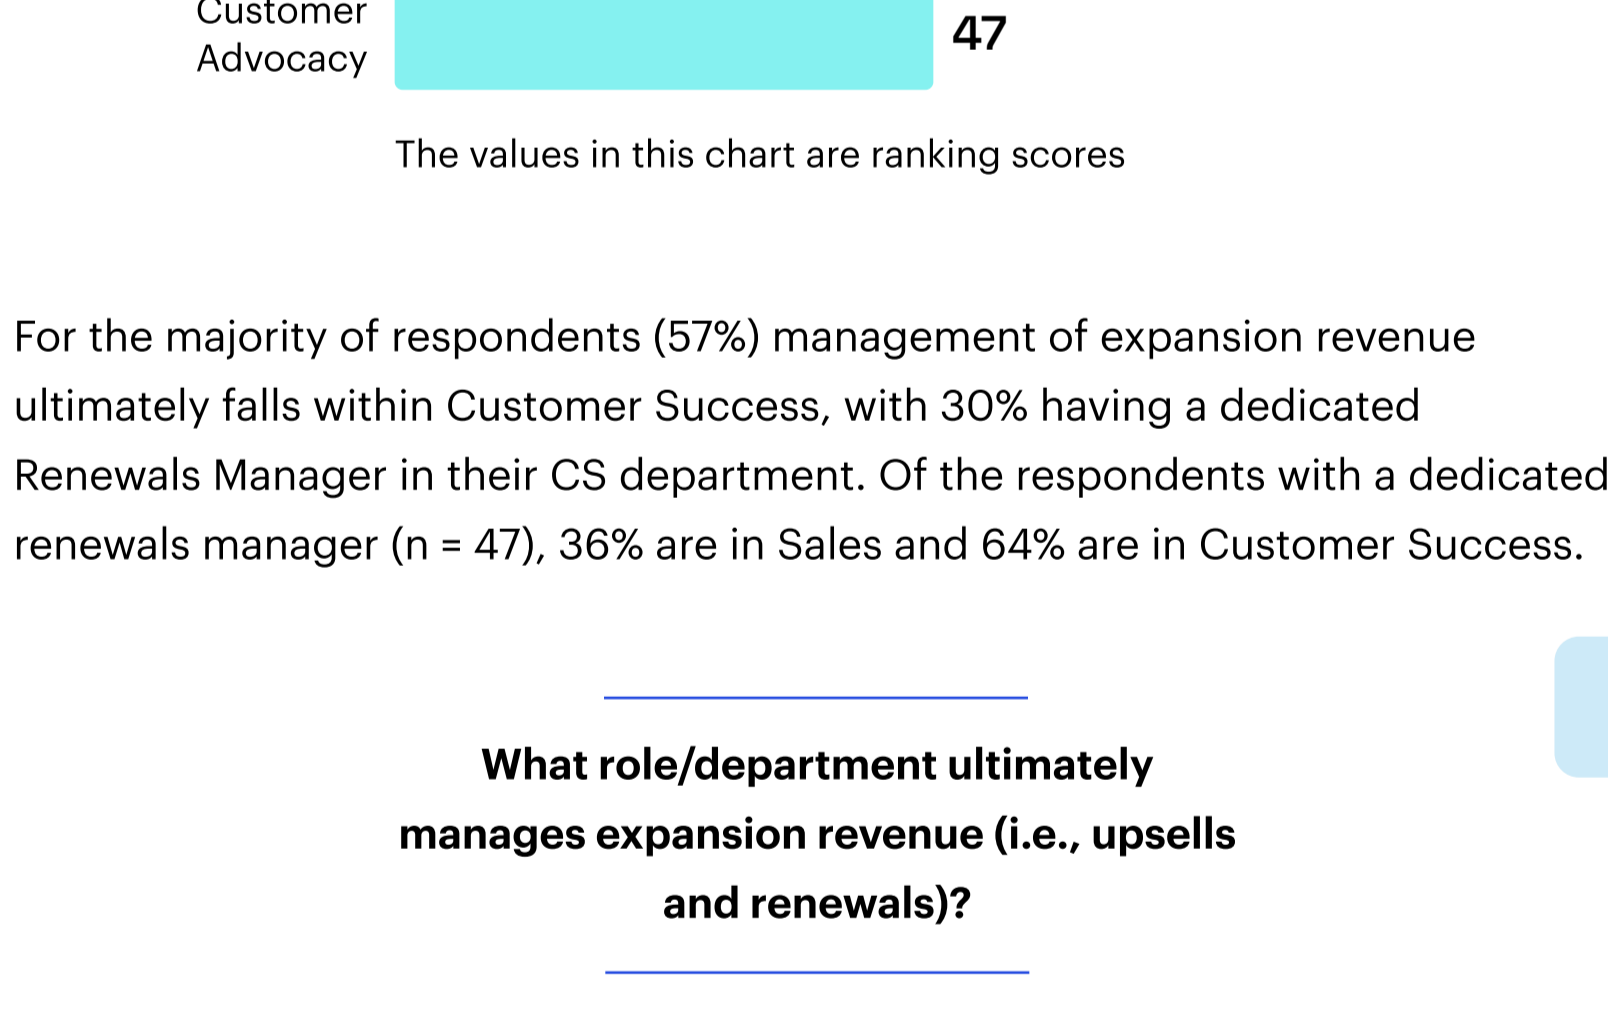 Customer
Advocacy
47
The values in this chart are ranking scores
For the majority of respondents (57%) management of expansion revenue
ultimately falls within Customer Success, with 30% having a dedicated
Renewals Manager in their CS department. Of the respondents with a dedicated
renewals manager (n = 47), 36% are in Sales and 64% are in Customer Success.
What role/department ultimately
manages expansion revenue (i.e., upsells
and renewals)?